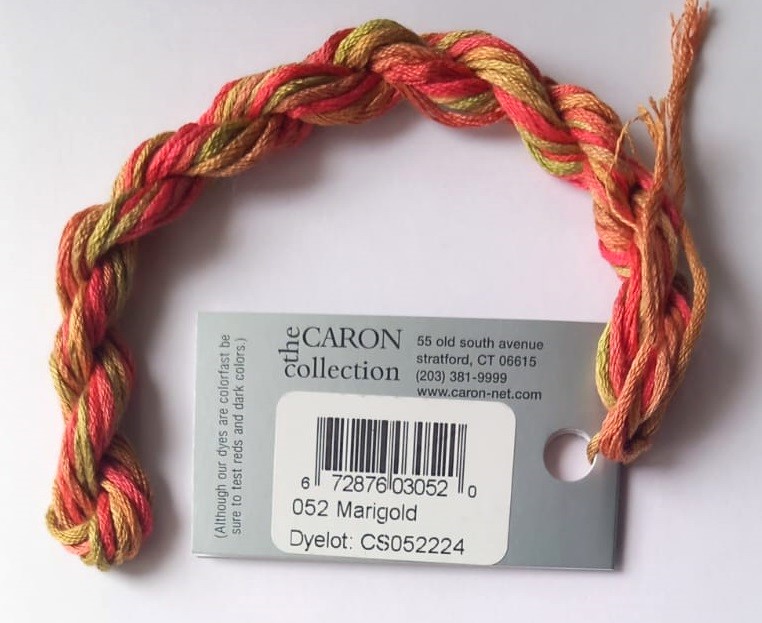 (Although our dyes are colorfast be
sure to test reds and dark colors.)
the CARON
collection
55 old south avenue
stratford, CT 06615
(203) 381-9999
www.caron-net.com
6 72876 03052 0
052 Marigold
Dyelot: CS052224